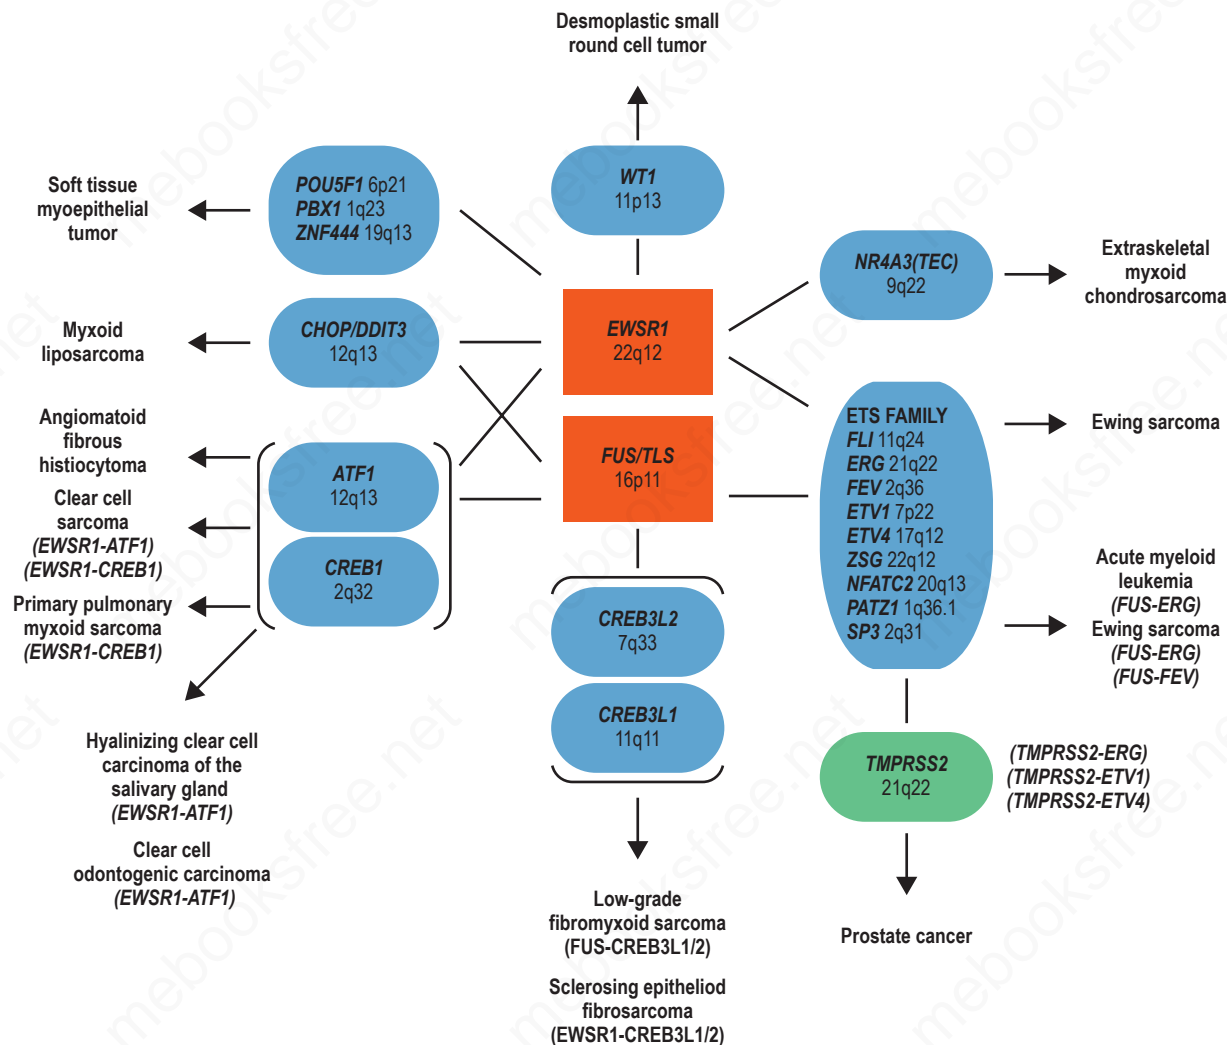 Desmoplastic small
round cell tumor
Soft tissue
myoepithelial
tumor
POU5F1 6p21
PBX1 1q23
ZNF444 19q13
WT1
11p13
NR4A3(TEC)
9q22
Extraskeletal
myxoid
chondrosarcoma
Myxoid
liposarcoma
CHOP/DDIT3
12q13
EWSR1
22q12
Angiomatoid
fibrous
histiocytoma
Clear cell
sarcoma
(EWSR1-ATF1)
(EWSR1-CREB1)
Primary pulmonary
myxoid sarcoma
(EWSR1-CREB1)
ATF1
12q13
CREB1
2q32
FUS/TLS
16p11
ETS FAMILY
FLI 11q24
ERG 21q22
FEV 2q36
ETV1 7p22
ETV4 17q12
ZSG 22q12
NFATC2 20q13
PATZ1 1q36.1
SP3 2q31
Ewing sarcoma
Acute myeloid
leukemia
(FUS-ERG)
Ewing sarcoma
(FUS-ERG)
(FUS-FEV)
CREB3L2
7q33
CREB3L1
11q11
Hyalinizing clear cell
carcinoma of the
salivary gland
(EWSR1-ATF1)
Clear cell
odontogenic carcinoma
(EWSR1-ATF1)
TMPRSS2
21q22
(TMPRSS2-ERG)
(TMPRSS2-ETV1)
(TMPRSS2-ETV4)
Low-grade
fibromyxoid sarcoma
(FUS-CREB3L1/2)
Sclerosing epitheliod
fibrosarcoma
(EWSR1-CREB3L1/2)
Prostate cancer
mebooksfree.net